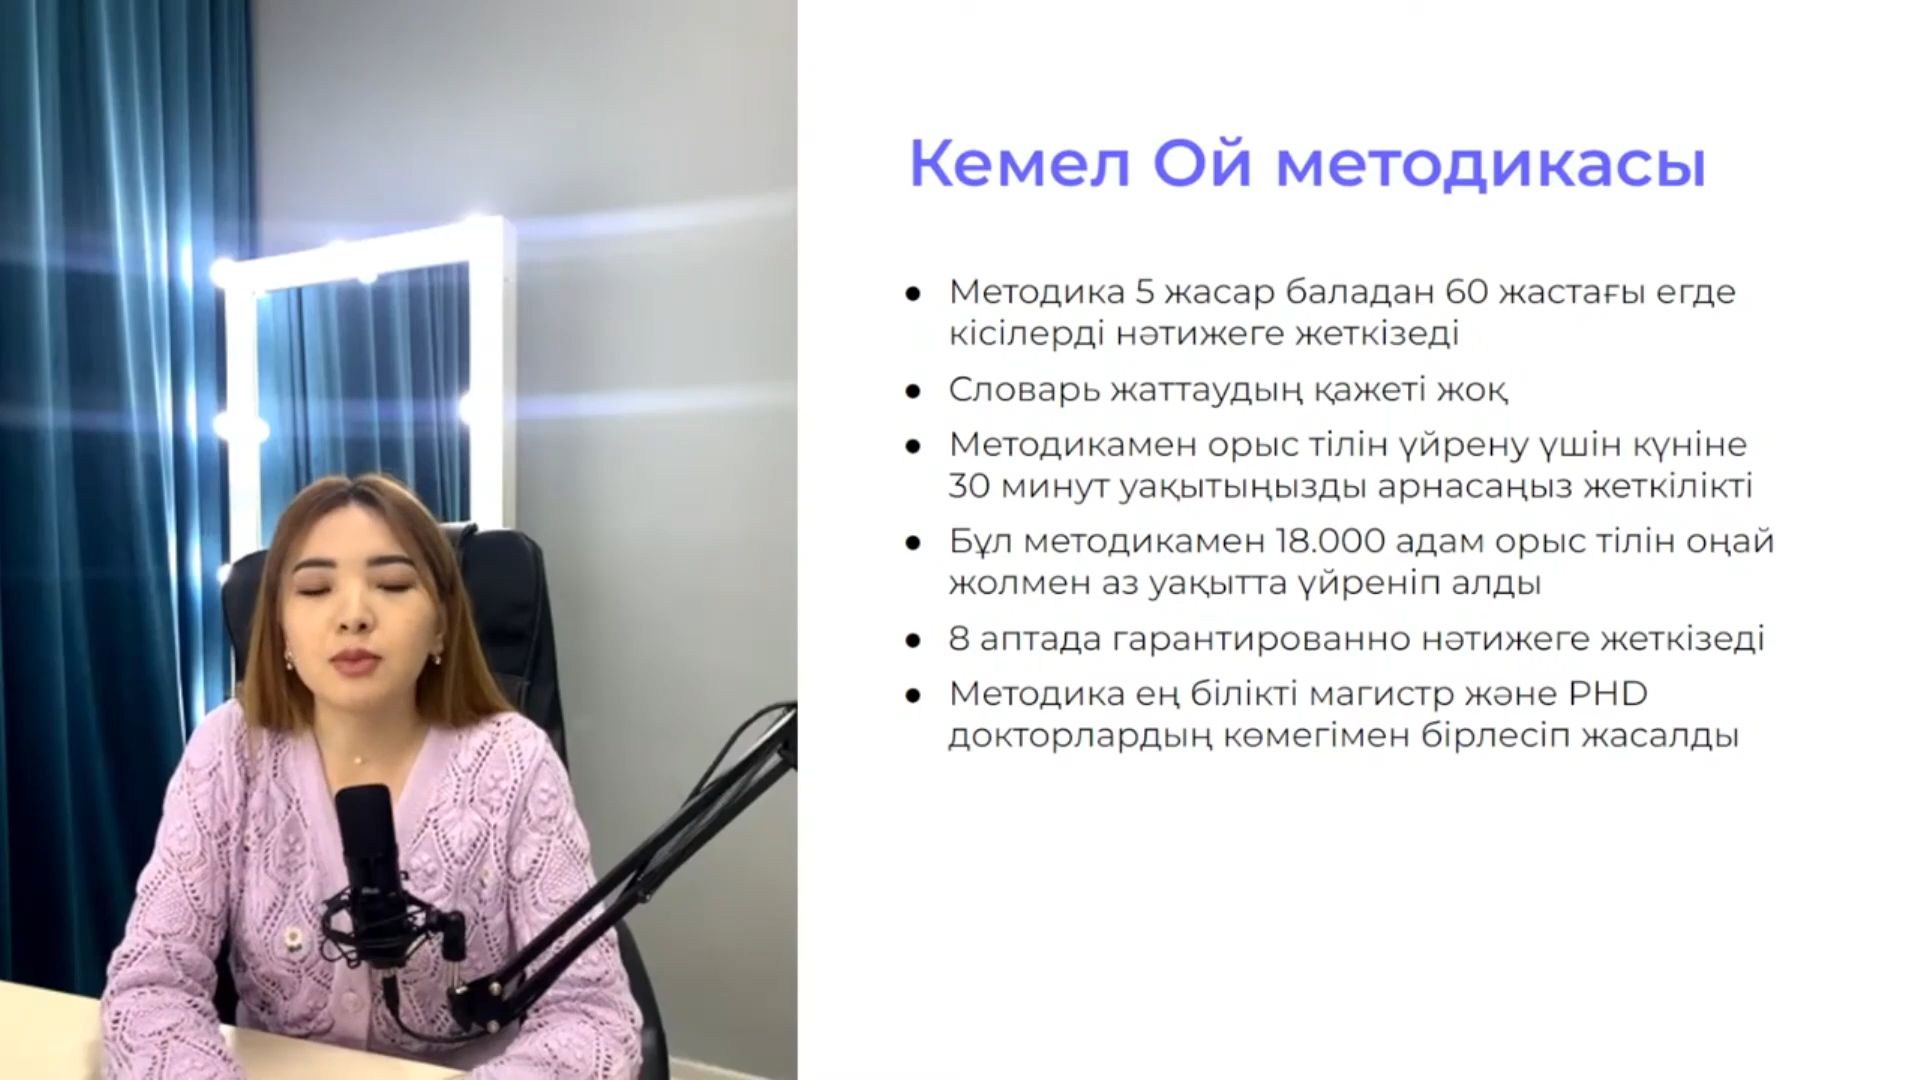 Кемел Ой методикасы
● Методика 5 жасар баладан 60 жастағы егде
кісілерді нәтижеге жеткізеді
● Словарь жаттаудың қажеті жоқ
● Методикамен орыс тілін үйрену үшін күніне
30 минут уақытыңызды арнасаңыз жеткілікті
● Бұл методикамен 18.000 адам орыс тілін оңай
жолмен аз уақытта үйреніп алды
● 8 аптада гарантированно нәтижеге жеткізеді
● Методика ең білікті магистр және PHD
докторлардың көмегімен бірлесіп жасалды